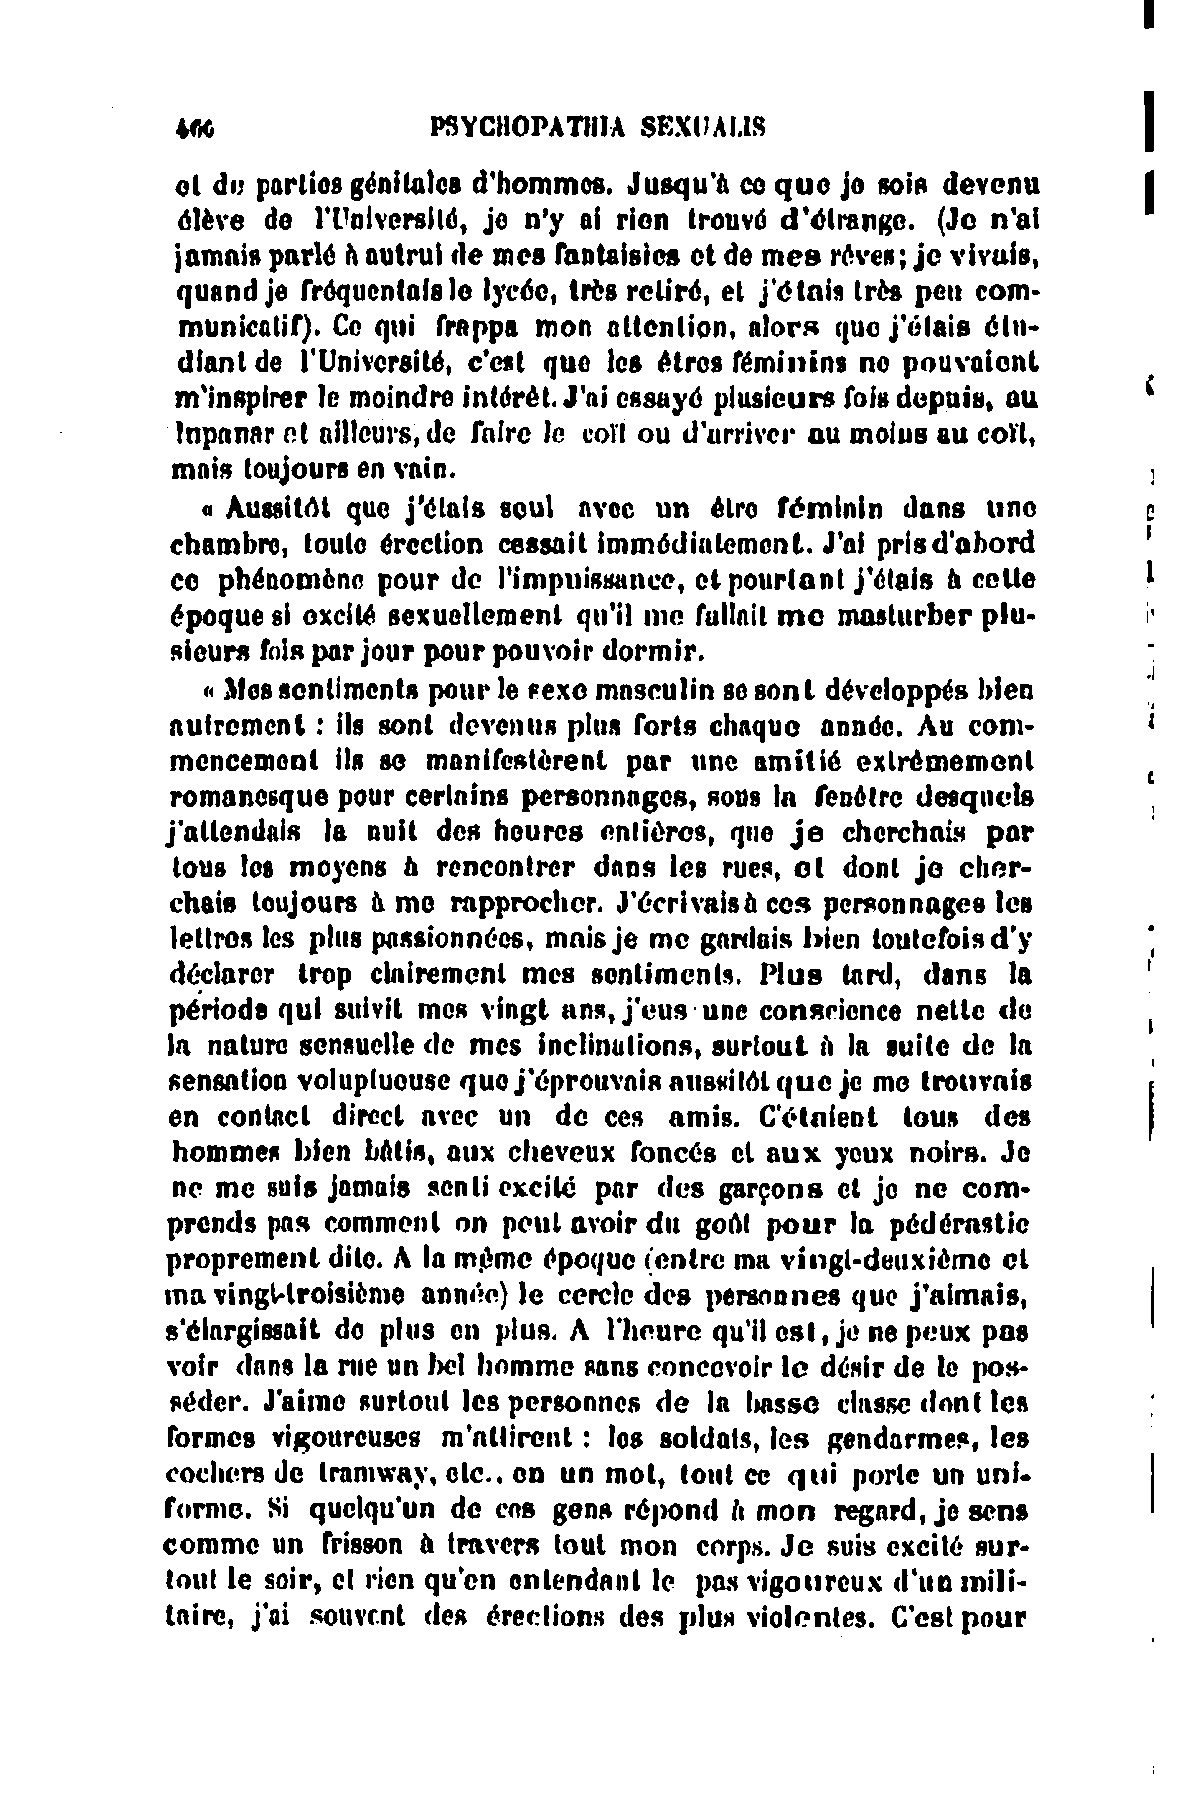 466 PSYCHOPATHIA SEXUALIS
et de parties génitales d'hommes. Jusqu'à ce que je sois devenu
élève de l'Université, je n'y ai rien trouvé d'étrange. (Je n'ai
jamais parlé à autrui de mes fantaisies et de mes rêves; je vivais,
quand je fréquentais le lycée, très retiré, et j'étais très peu com-
municatif). Ce qui frappa mon attention, alors que j'étais étu-
diant de l'Université, c'est que les êtres féminins ne pouvaient
m'inspirer le moindre intérêt. J'ai essayé plusieurs fois depuis, au
lupanar et ailleurs, de faire le coït ou d'arriver au moins au coït,
mais toujours en vain.
« Aussitôt que j'étais seul avec un être féminin dans une
chambre, toute érection cessait immédiatement. J'ai pris d'abord
ce phénomène pour de l'impuissance, et pourtant j'étais à cette
époque si excité sexuellement qu'il me fallait me masturber plu-
sieurs fois par jour pour pouvoir dormir.
« Mes sentiments pour le sexe masculin se sont développés bien
autrement : ils sont devenus plus forts chaque année. Au com-
mencement ils se manifestèrent par une amitié extrêmement
romanesque pour certains personnages, sous la fenêtre desquels
j'attendais la nuit des heures entières, que je cherchais par
tous les moyens à rencontrer dans les rues, et dont je cher-
chais toujours à me rapprocher. J'écrivais à ces personnages les
lettres les plus passionnées, mais je me gardais bien toutefois d'y
déclarer trop clairement mes sentiments. Plus tard, dans la
période qui suivit mes vingt ans, j'eus une conscience nette de
la nature sensuelle de mes inclinations, surtout à la suite de la
sensation voluptueuse que j'éprouvais aussitôt que je me trouvais
en contact direct avec un de ces amis. C'étaient tous des
hommes bien bâtis, aux cheveux foncés et aux yeux noirs. Je
ne me suis jamais senti excité par des garçons et je ne com-
prends pas comment on peut avoir du goût pour la pédérastie
proprement dite. A la même époque (entre ma vingt-deuxième et
ma vingt-troisième année) le cercle des personnes que j'aimais,
s'élargissait de plus en plus. A l'heure qu'il est, je ne peux pas
voir dans la rue un bel homme sans concevoir le désir de le pos-
séder. J'aime surtout les personnes de la basse classe dont les
formes vigoureuses m'attirent : les soldats, les gendarmes, les
cochers de tramway, etc., en un mot, tout ce qui porte un uni-
forme. Si quelqu'un de ces gens répond à mon regard, je sens
comme un frisson à travers tout mon corps. Je suis excité sur-
tout le soir, et rien qu'en entendant le pas vigoureux d'un mili-
taire, j'ai souvent des érections des plus violentes. C'est pour